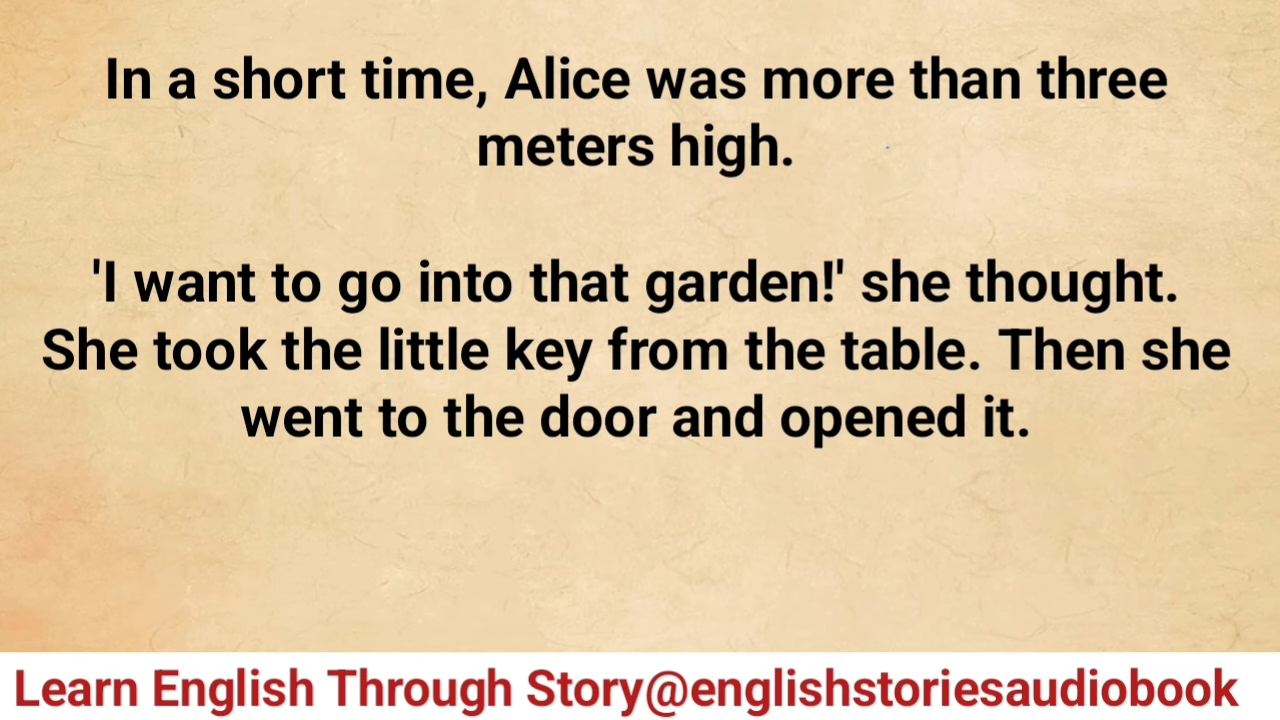 In a short time, Alice was more than three
meters high.
'I want to go into that garden!' she thought.
She took the little key from the table. Then she
went to the door and opened it.
Learn English Through Story@englishstoriesaudiobook